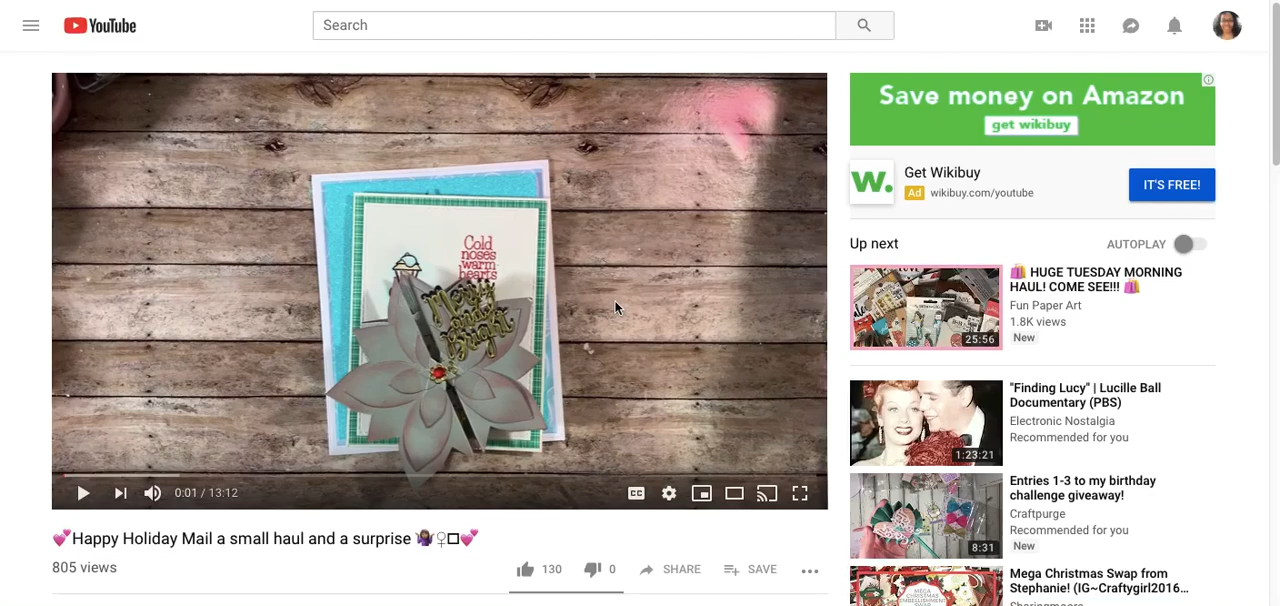 YouTube
Search
Cold
noses
warm
hearts
Merry
and
Bright
0:01 / 13:12
CC
💕Happy Holiday Mail a small haul and a surprise 🤷🏾‍♀️💕
805 views
130
0
SHARE
SAVE
Save money on Amazon
get wikibuy
w.
Get Wikibuy
Ad wikibuy.com/youtube
IT'S FREE!
Up next
AUTOPLAY
🛍️ HUGE TUESDAY MORNING
HAUL! COME SEE!!! 🛍️
Fun Paper Art
1.8K views
New
25:56
"Finding Lucy" | Lucille Ball
Documentary (PBS)
Electronic Nostalgia
Recommended for you
1:23:21
Entries 1-3 to my birthday
challenge giveaway!
Craftpurge
Recommended for you
New
8:31
Mega Christmas Swap from
Stephanie! (IG~Craftygirl2016...